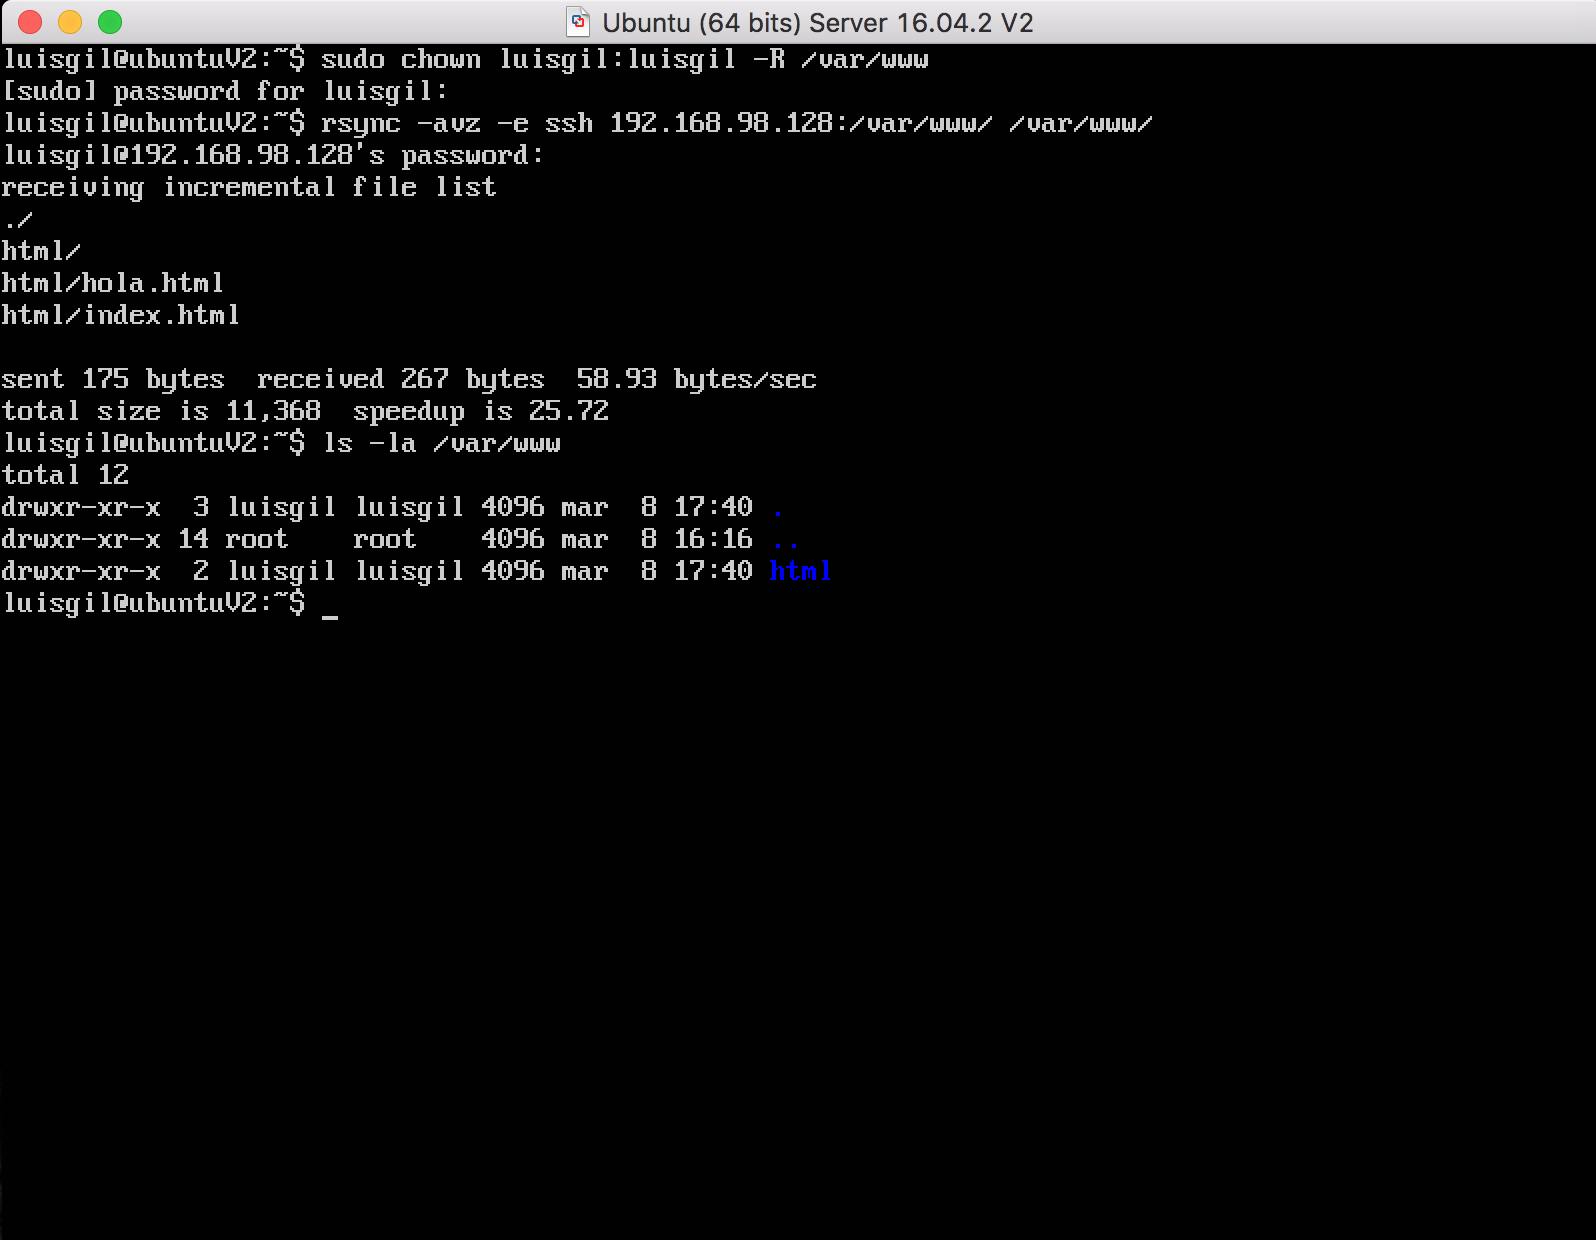 Ubuntu (64 bits) Server 16.04.2 V2
luisgil@ubuntuV2:~$ sudo chown luisgil:luisgil -R /var/www
[sudo] password for luisgil:
luisgil@ubuntuV2:~$ rsync -avz -e ssh 192.168.98.128:/var/www/ /var/www/
luisgil@192.168.98.128's password:
receiving incremental file list
./
html/
html/hola.html
html/index.html
sent 175 bytes  received 267 bytes  58.93 bytes/sec
total size is 11,368  speedup is 25.72
luisgil@ubuntuV2:~$ ls -la /var/www
total 12
drwxr-xr-x  3 luisgil luisgil 4096 mar  8 17:40 .
drwxr-xr-x 14 root    root    4096 mar  8 16:16 ..
drwxr-xr-x  2 luisgil luisgil 4096 mar  8 17:40 html
luisgil@ubuntuV2:~$ _